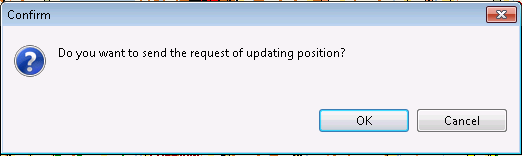 Confirm
Do you want to send the request of updating position?
OK
Cancel